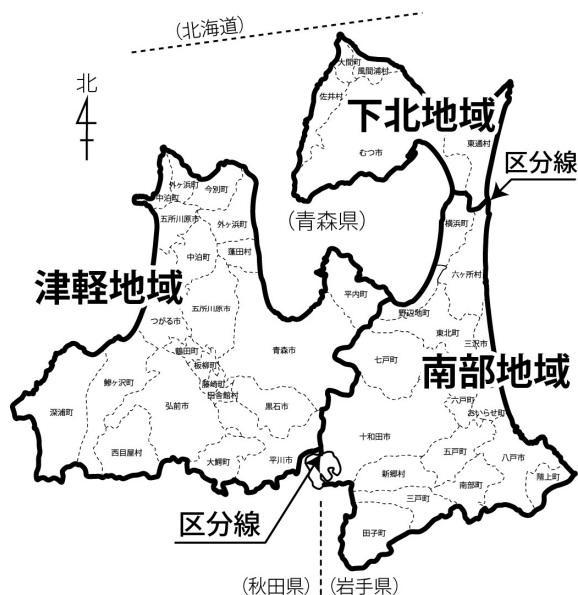 （北海道）
北
大間町
風間浦村
佐井村
下北地域
むつ市
東通村
区分線
外ヶ浜町
今別町
中泊町
五所川原市
外ヶ浜町
（青森県）
横浜町
蓬田村
中泊町
六ヶ所村
津軽地域
平内町
五所川原市
野辺地町
つがる市
東北町
三沢市
鶴田町
青森市
七戸町
板柳町
南部地域
藤崎町
鰺ヶ沢町
田舎館村
六戸町
深浦町
弘前市
黒石市
おいらせ町
十和田市
西目屋村
五戸町
八戸市
大鰐町
平川市
新郷村
南部町
階上町
三戸町
区分線
田子町
（秋田県）
（岩手県）